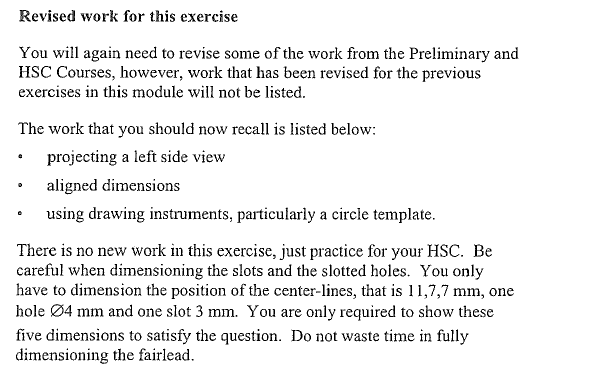 Revised work for this exercise
You will again need to revise some of the work from the Preliminary and
HSC Courses, however, work that has been revised for the previous
exercises in this module will not be listed.
The work that you should now recall is listed below:
• projecting a left side view
• aligned dimensions
• using drawing instruments, particularly a circle template.
There is no new work in this exercise, just practice for your HSC. Be
careful when dimensioning the slots and the slotted holes. You only
have to dimension the position of the center-lines, that is 11,7,7 mm, one
hole Ø4 mm and one slot 3 mm. You are only required to show these
five dimensions to satisfy the question. Do not waste time in fully
dimensioning the fairlead.